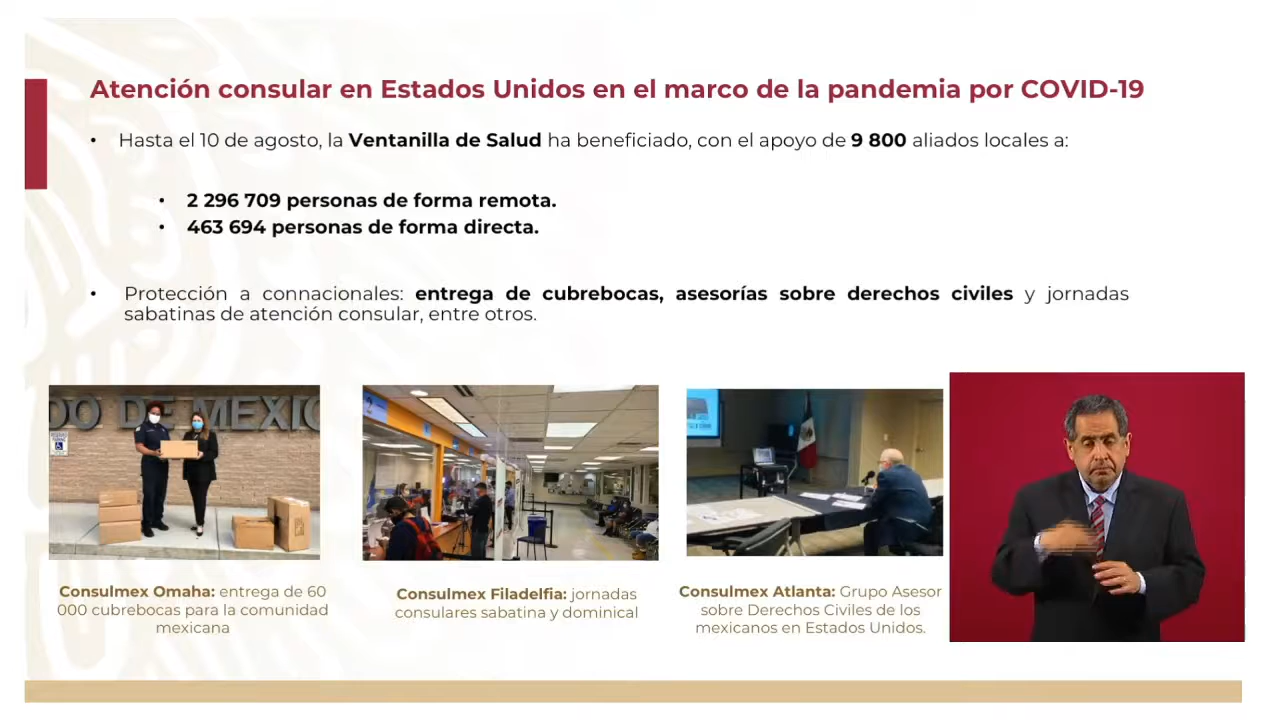 Atención consular en Estados Unidos en el marco de la pandemia por COVID-19
• Hasta el 10 de agosto, la Ventanilla de Salud ha beneficiado, con el apoyo de 9 800 aliados locales a:
• 2 296 709 personas de forma remota.
• 463 694 personas de forma directa.
• Protección a connacionales: entrega de cubrebocas, asesorías sobre derechos civiles y jornadas
sabatinas de atención consular, entre otros.
DO DE MEXIC
Consulmex Omaha: entrega de 60
000 cubrebocas para la comunidad
mexicana
Consulmex Filadelfia: jornadas
consulares sabatina y dominical
Consulmex Atlanta: Grupo Asesor
sobre Derechos Civiles de los
mexicanos en Estados Unidos.